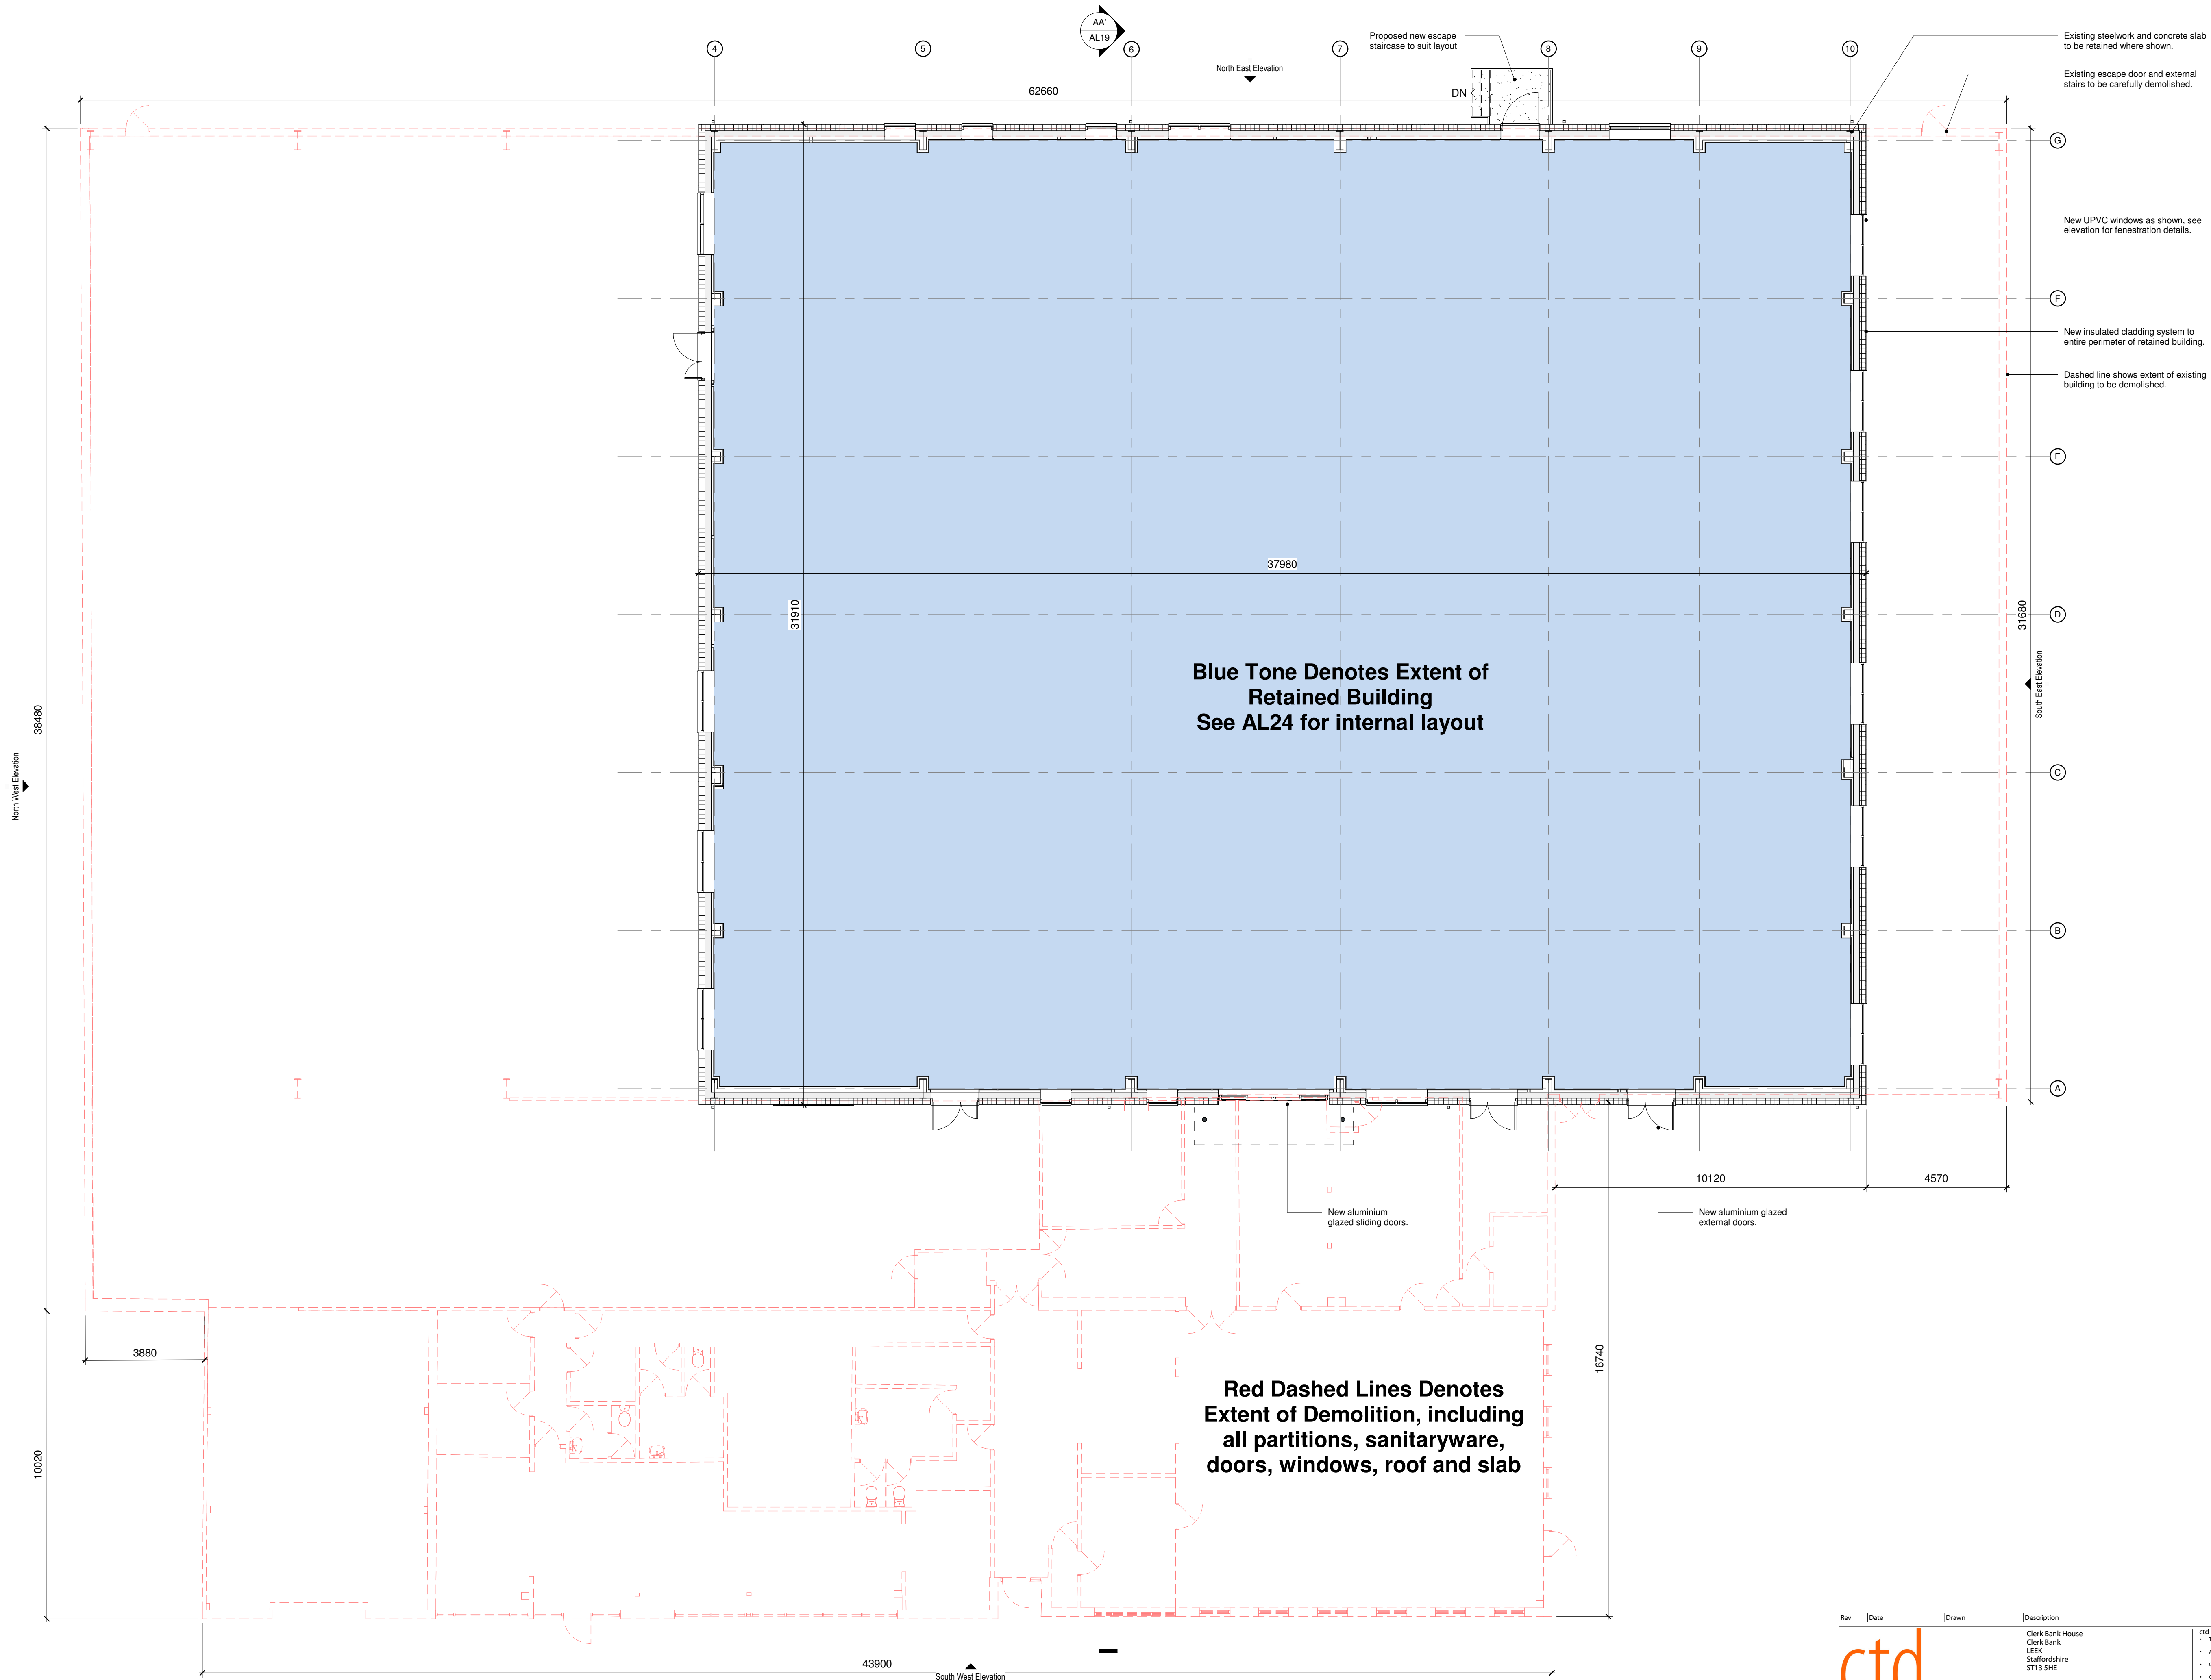 AA'
AL19
4
5
6
7
8
9
10
Proposed new escape
staircase to suit layout
North East Elevation
DN
62660
Existing steelwork and concrete slab
to be retained where shown.
Existing escape door and external
stairs to be carefully demolished.
G
New UPVC windows as shown, see
elevation for fenestration details.
F
New insulated cladding system to
entire perimeter of retained building.
Dashed line shows extent of existing
building to be demolished.
E
37980
31910
31680
D
Blue Tone Denotes Extent of
Retained Building
See AL24 for internal layout
South East Elevation
38480
North West Elevation
C
B
A
10120
4570
New aluminium
glazed sliding doors.
New aluminium glazed
external doors.
3880
16740
Red Dashed Lines Denotes
Extent of Demolition, including
all partitions, sanitaryware,
doors, windows, roof and slab
10020
43900
South West Elevation
Rev Date Drawn Description
ctd
Clerk Bank House
Clerk Bank
LEEK
Staffordshire
ST13 5HE
ctd